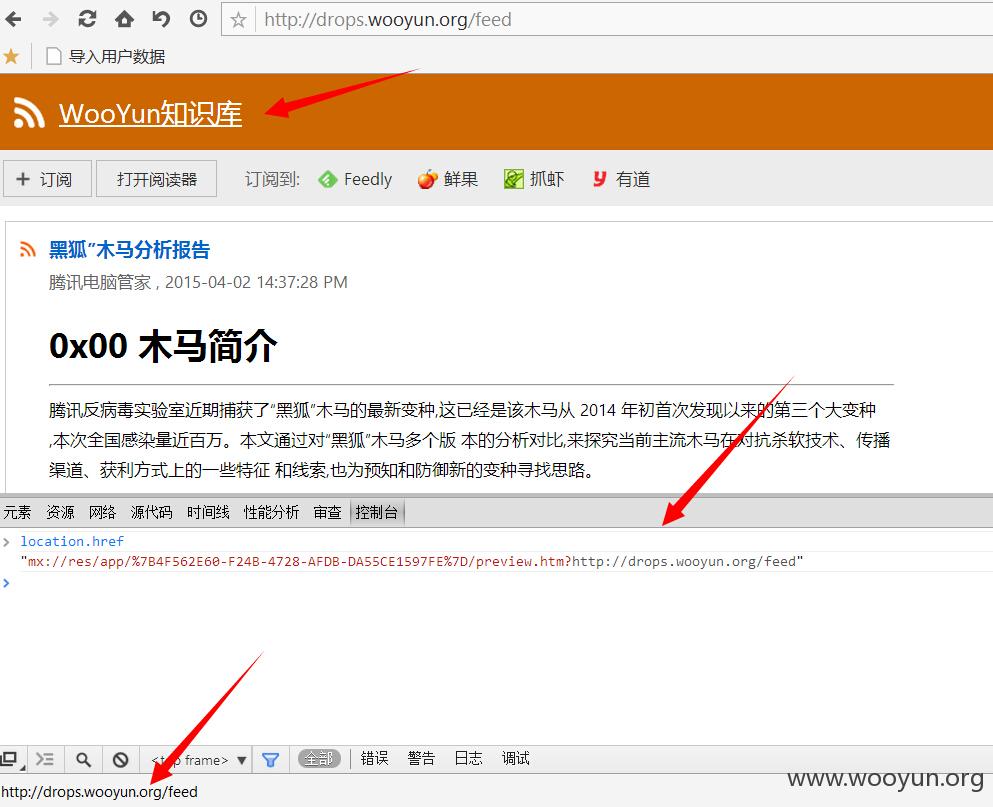 http://drops.wooyun.org/feed
导入用户数据
WooYun知识库
+ 订阅 打开阅读器 订阅到: Feedly 鲜果 抓虾 有道
黑狐”木马分析报告
腾讯电脑管家 , 2015-04-02 14:37:28 PM
0x00 木马简介
腾讯反病毒实验室近期捕获了“黑狐”木马的最新变种,这已经是该木马从 2014 年初首次发现以来的第三个大变种
,本次全国感染量近百万。本文通过对“黑狐”木马多个版 本的分析对比,来探究当前主流木马在对抗杀软技术、传播
渠道、获利方式上的一些特征 和线索,也为预知和防御新的变种寻找思路。
元素 资源 网络 源代码 时间线 性能分析 审查 控制台
location.href
"mx://res/app/%7B4F562E60-F24B-4728-AFDB-DA55CE1597FE%7D/preview.htm?http://drops.wooyun.org/feed"
<top frame> ▼ 全部 错误 警告 日志 调试
www.wooyun.org
http://drops.wooyun.org/feed